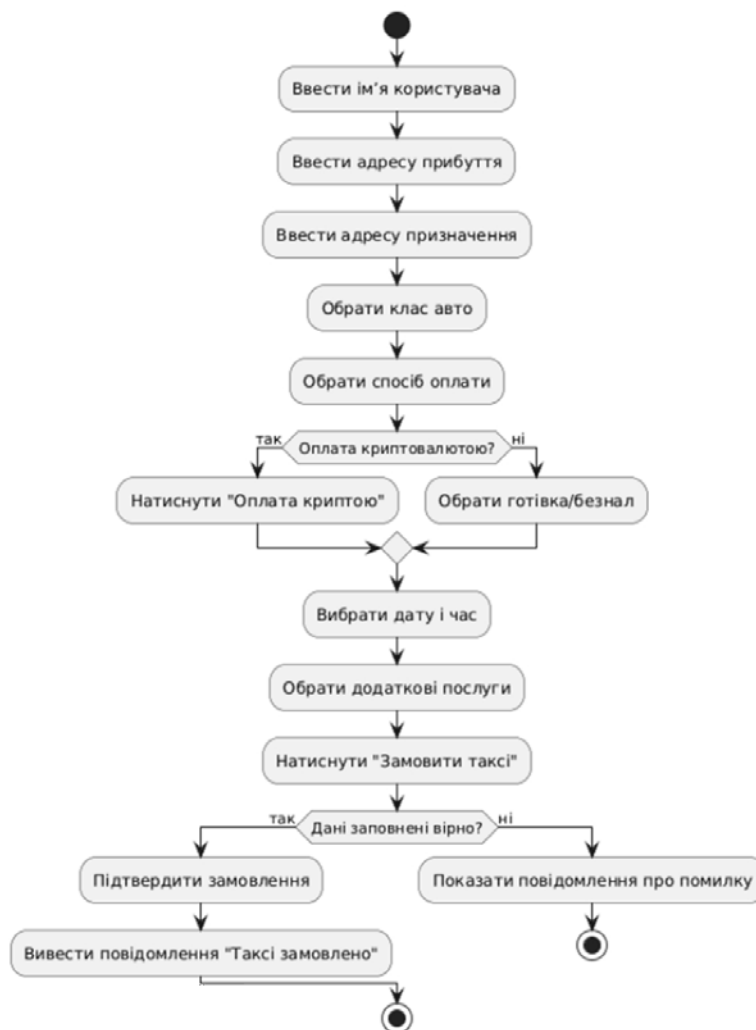 Ввести ім’я користувача
Ввести адресу прибуття
Ввести адресу призначення
Обрати клас авто
Обрати спосіб оплати
так
Оплата криптовалютою?
ні
Натиснути "Оплата криптою"
Обрати готівка/безнал
Вибрати дату і час
Обрати додаткові послуги
Натиснути "Замовити таксі"
так
Дані заповнені вірно?
ні
Підтвердити замовлення
Показати повідомлення про помилку
Вивести повідомлення "Таксі замовлено"